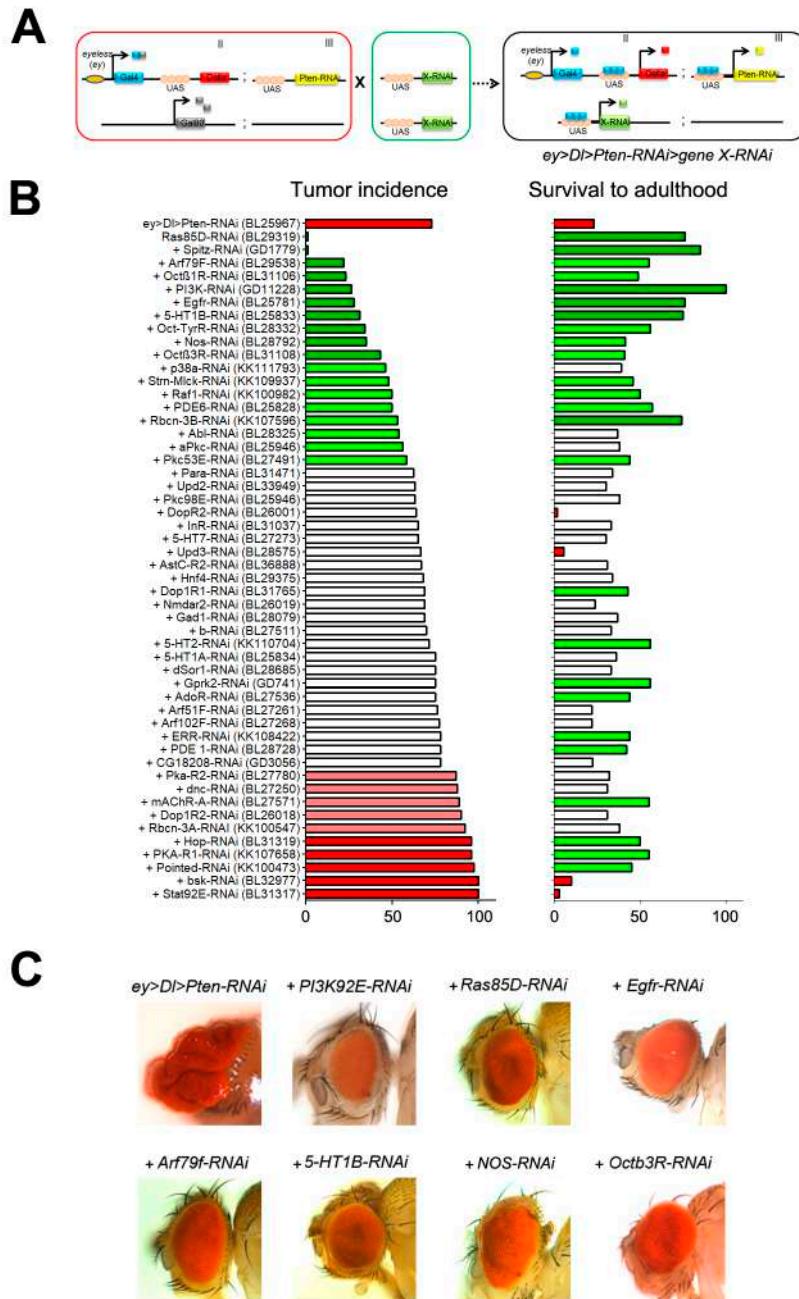 A
II
III
eyeless
(ey)
Gal4
UAS
Delta
;
UAS
Pten-RNAi
Gal80
;
X
UAS
X-RNAi
UAS
X-RNAi
II
III
eyeless
(ey)
Gal4
UAS
Delta
;
UAS
Pten-RNAi
UAS
X-RNAi
;
ey>Dl>Pten-RNAi>gene X-RNAi
B
Tumor incidence
Survival to adulthood
ey>Dl>Pten-RNAi (BL25967)
Ras85D-RNAi (BL29319)
+ Spitz-RNAi (GD1779)
+ Arf79F-RNAi (BL29538)
+ Octß1R-RNAi (BL31106)
+ PI3K-RNAi (GD11228)
+ Egfr-RNAi (BL25781)
+ 5-HT1B-RNAi (BL25833)
+ Oct-TyrR-RNAi (BL28332)
+ Nos-RNAi (BL28792)
+ Octß3R-RNAi (BL31108)
+ p38a-RNAi (KK111793)
+ Strn-Mlck-RNAi (KK109937)
+ Raf1-RNAi (KK100982)
+ PDE6-RNAi (BL25828)
+ Rbcn-3B-RNAi (KK107596)
+ Abl-RNAi (BL28325)
+ aPkc-RNAi (BL25946)
+ Pkc53E-RNAi (BL27491)
+ Para-RNAi (BL31471)
+ Upd2-RNAi (BL33949)
+ Pkc98E-RNAi (BL25946)
+ DopR2-RNAi (BL26001)
+ InR-RNAi (BL31037)
+ 5-HT7-RNAi (BL27273)
+ Upd3-RNAi (BL28575)
+ AstC-R2-RNAi (BL36888)
+ Hnf4-RNAi (BL29375)
+ Dop1R1-RNAi (BL31765)
+ Nmdar2-RNAi (BL26019)
+ Gad1-RNAi (BL28079)
+ b-RNAi (BL27511)
+ 5-HT2-RNAi (KK110704)
+ 5-HT1A-RNAi (BL25834)
+ dSor1-RNAi (BL28685)
+ Gprk2-RNAi (GD741)
+ AdoR-RNAi (BL27536)
+ Arf51F-RNAi (BL27261)
+ Arf102F-RNAi (BL27268)
+ ERR-RNAi (KK108422)
+ PDE 1-RNAi (BL28728)
+ CG18208-RNAi (GD3056)
+ Pka-R2-RNAi (BL27780)
+ dnc-RNAi (BL27250)
+ mAChR-A-RNAi (BL27571)
+ Dop1R2-RNAi (BL26018)
+ Rbcn-3A-RNAI (KK100547)
+ Hop-RNAi (BL31319)
+ PKA-R1-RNAi (KK107658)
+ Pointed-RNAi (KK100473)
+ bsk-RNAi (BL32977)
+ Stat92E-RNAi (BL31317)
0 50 100
0 50 100
C
ey>Dl>Pten-RNAi
+ PI3K92E-RNAi
+ Ras85D-RNAi
+ Egfr-RNAi
+ Arf79f-RNAi
+ 5-HT1B-RNAi
+ NOS-RNAi
+ Octb3R-RNAi